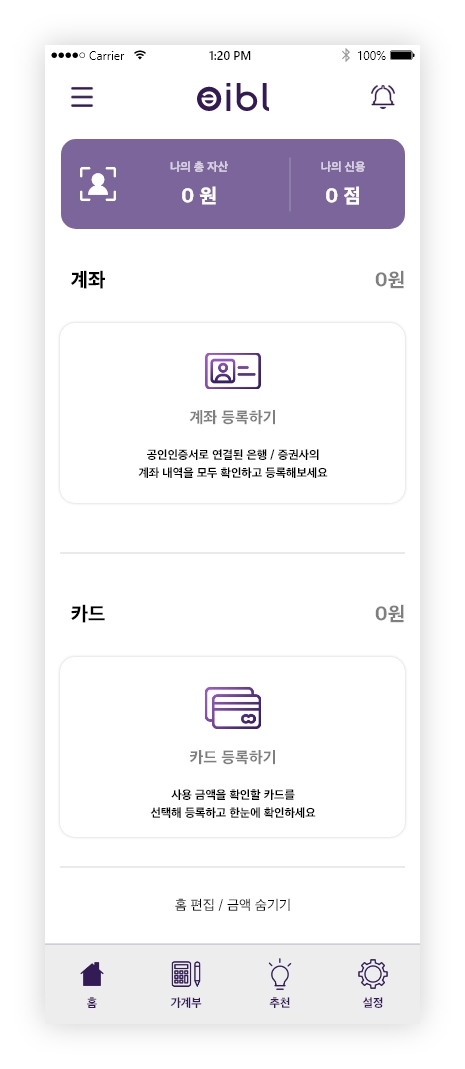 Carrier 1:20 PM 100%
eibl
나의 총 자산 나의 신용
0 원 0 점
계좌 0원
계좌 등록하기
공인인증서로 연결된 은행 / 증권사의
계좌 내역을 모두 확인하고 등록해보세요
카드 0원
카드 등록하기
사용 금액을 확인할 카드를
선택해 등록하고 한눈에 확인하세요
홈 편집 / 금액 숨기기
홈 가계부 추천 설정